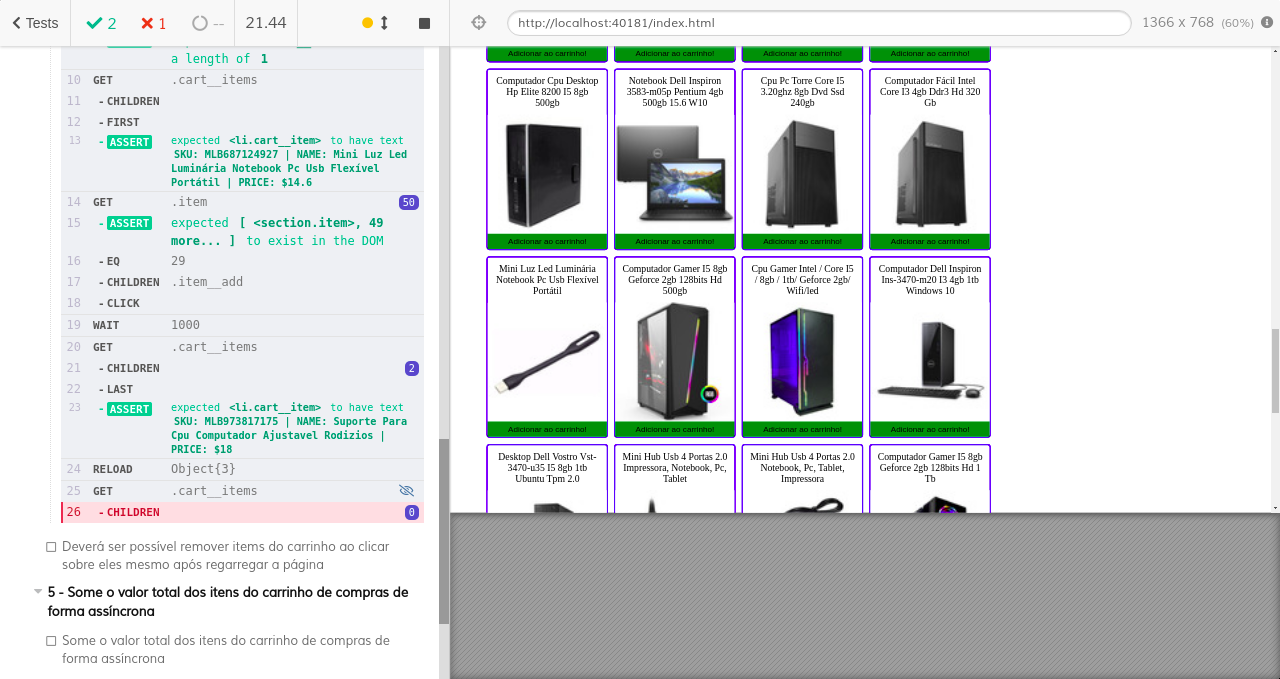 Tests
2
1
--
21.44
http://localhost:40181/index.html
1366 x 768 (60%)
a length of 1
10 GET .cart__items
11 - CHILDREN
12 - FIRST
13 - ASSERT expected <li.cart__item> to have text
SKU: MLB687124927 | NAME: Mini Luz Led
Luminária Notebook Pc Usb Flexível
Portátil | PRICE: $14.6
14 GET .item 50
15 - ASSERT expected [ <section.item>, 49
more... ] to exist in the DOM
16 - EQ 29
17 - CHILDREN .item__add
18 - CLICK
19 WAIT 1000
20 GET .cart__items
21 - CHILDREN 2
22 - LAST
23 - ASSERT expected <li.cart__item> to have text
SKU: MLB973817175 | NAME: Suporte Para
Cpu Computador Ajustavel Rodizios |
PRICE: $18
24 RELOAD Object{3}
25 GET .cart__items
26 - CHILDREN 0
Deverá ser possível remover items do carrinho ao clicar
sobre eles mesmo após regarregar a página
5 - Some o valor total dos itens do carrinho de compras de
forma assíncrona
Some o valor total dos itens do carrinho de compras de
forma assíncrona
Adicionar ao carrinho! Adicionar ao carrinho! Adicionar ao carrinho! Adicionar ao carrinho!
Computador Cpu Desktop
Hp Elite 8200 I5 8gb
500gb
Notebook Dell Inspiron
3583-m05p Pentium 4gb
500gb 15.6 W10
Cpu Pc Torre Core I5
3.20ghz 8gb Dvd Ssd
240gb
Computador Fácil Intel
Core I3 4gb Ddr3 Hd 320
Gb
Adicionar ao carrinho! Adicionar ao carrinho! Adicionar ao carrinho! Adicionar ao carrinho!
Mini Luz Led Luminária
Notebook Pc Usb Flexível
Portátil
Computador Gamer I5 8gb
Geforce 2gb 128bits Hd
500gb
Cpu Gamer Intel / Core I5
/ 8gb / 1tb/ Geforce 2gb/
Wifi/led
Computador Dell Inspiron
Ins-3470-m20 I3 4gb 1tb
Windows 10
Adicionar ao carrinho! Adicionar ao carrinho! Adicionar ao carrinho! Adicionar ao carrinho!
Desktop Dell Vostro Vst-
3470-u35 I5 8gb 1tb
Ubuntu Tpm 2.0
Mini Hub Usb 4 Portas 2.0
Impressora, Notebook, Pc,
Tablet
Mini Hub Usb 4 Portas 2.0
Notebook, Pc, Tablet,
Impressora
Computador Gamer I5 8gb
Geforce 2gb 128bits Hd 1
Tb